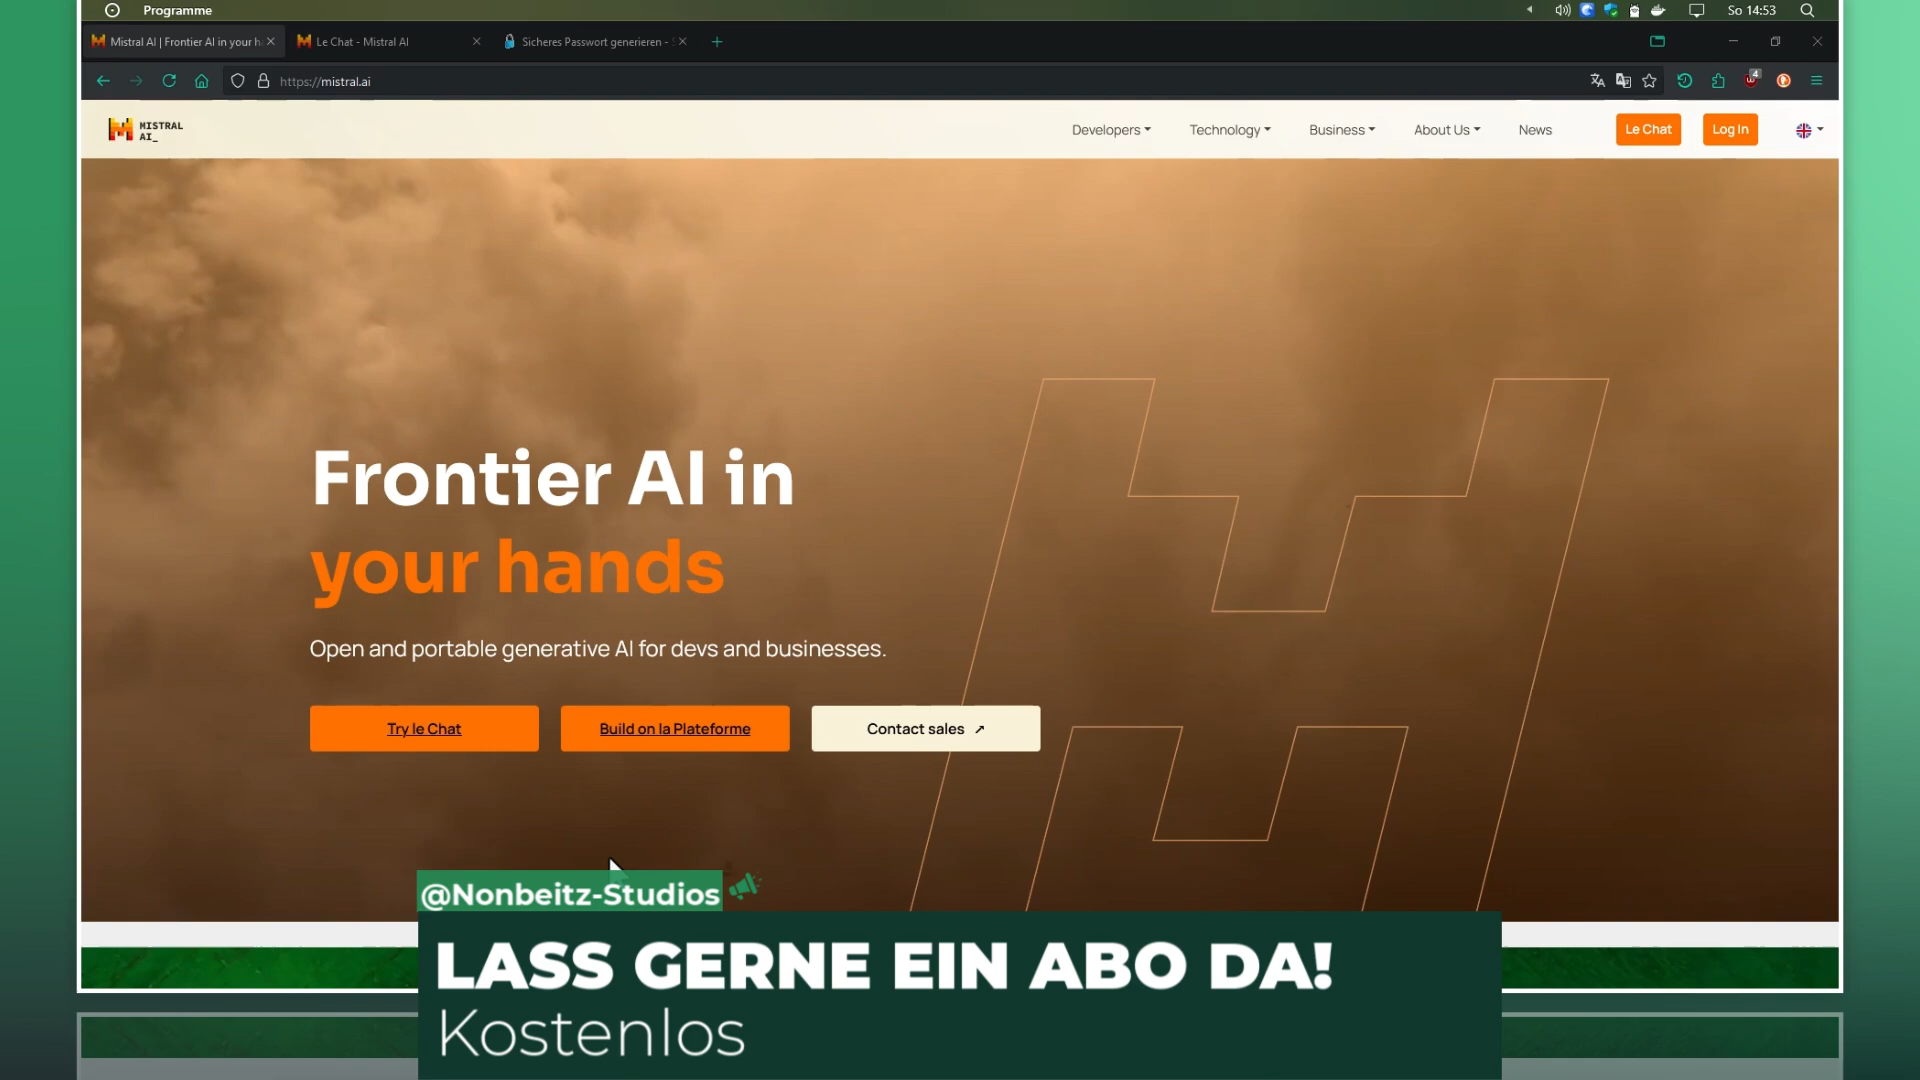 Programme
So 14:53
Mistral AI | Frontier AI in your h
Le Chat - Mistral AI
Sicheres Passwort generieren -
https://mistral.ai
4
MISTRAL
AI_
Developers
Technology
Business
About Us
News
Le Chat
Log In
Frontier AI in
your hands
Open and portable generative AI for devs and businesses.
Try le Chat
Build on la Plateforme
Contact sales ↗
@Nonbeitz-Studios
LASS GERNE EIN ABO DA!
Kostenlos